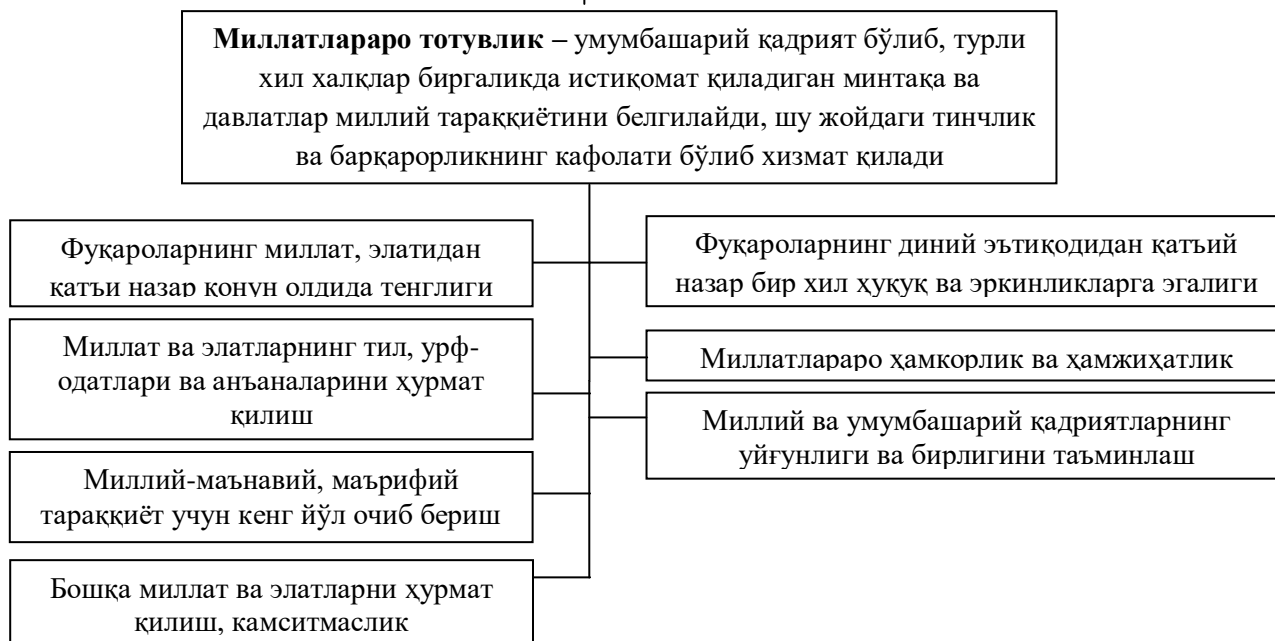 Миллатлараро тотувлик – умумбашарий қадрият бўлиб, турли
хил халқлар биргаликда истиқомат қиладиган минтақа ва
давлатлар миллий тараққиётини белгилайди, шу жойдаги тинчлик
ва барқарорликнинг кафолати бўлиб хизмат қилади
Фуқароларнинг миллат, элатидан
қатъи назар қонун олдида тенглиги
Миллат ва элатларнинг тил, урф-
одатлари ва анъаналарини ҳурмат
қилиш
Миллий-маънавий, маърифий
тараққиёт учун кенг йўл очиб бериш
Бошқа миллат ва элатларни ҳурмат
қилиш, камситмаслик
Фуқароларнинг диний эътиқодидан қатъий
назар бир хил ҳуқуқ ва эркинликларга эгалиги
Миллатлараро ҳамкорлик ва ҳамжиҳатлик
Миллий ва умумбашарий қадриятларнинг
уйғунлиги ва бирлигини таъминлаш